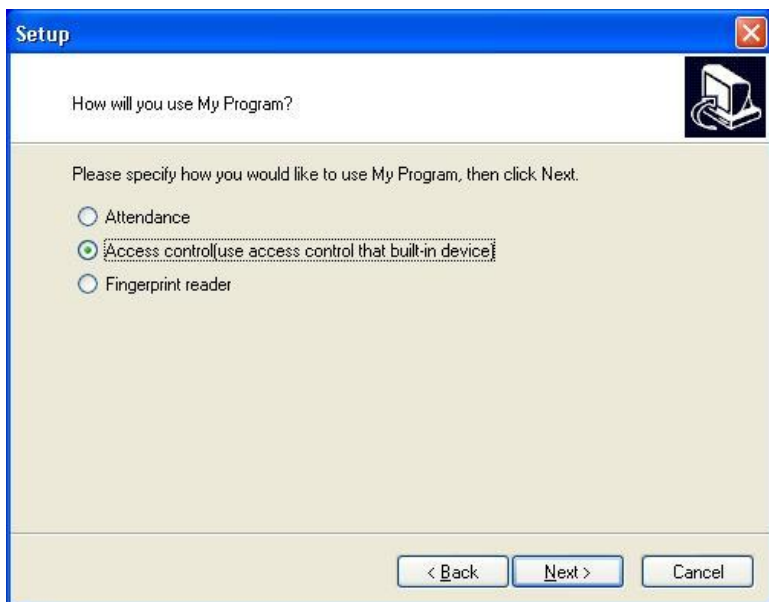 Setup
How will you use My Program?
Please specify how you would like to use My Program, then click Next.
Attendance
Access control(use access control that built-in device)
Fingerprint reader
< Back
Next >
Cancel